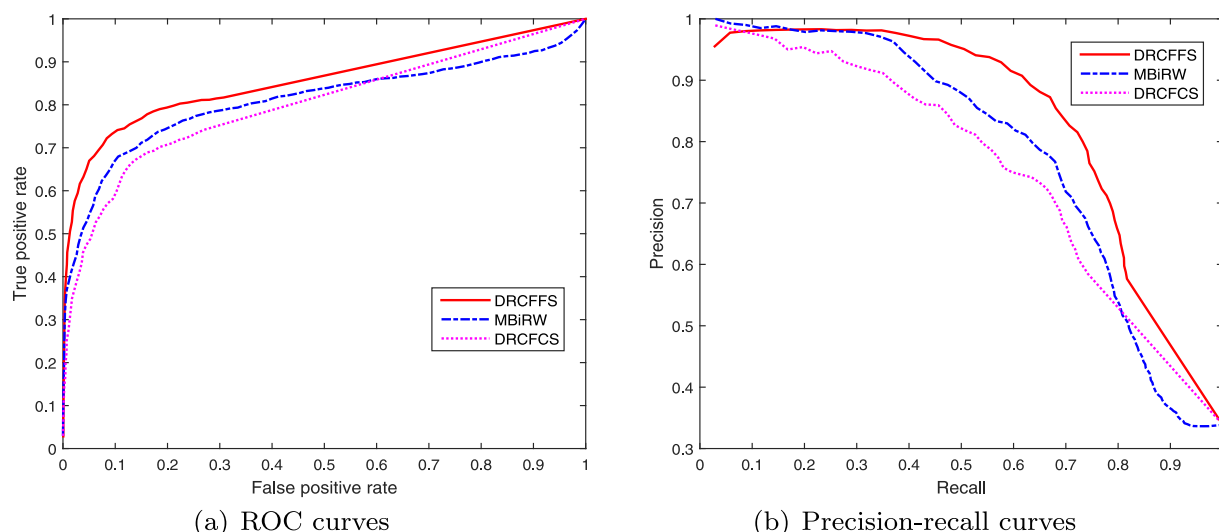 1
0.9
0.8
0.7
0.6
0.5
0.4
0.3
0.2
0.1
0
True positive rate
DRCFFS
MBiRW
DRCFCS
0 0.1 0.2 0.3 0.4 0.5 0.6 0.7 0.8 0.9 1
False positive rate
(a) ROC curves
1
0.9
0.8
0.7
0.6
0.5
0.4
0.3
Precision
DRCFFS
MBiRW
DRCFCS
0 0.1 0.2 0.3 0.4 0.5 0.6 0.7 0.8 0.9
Recall
(b) Precision-recall curves